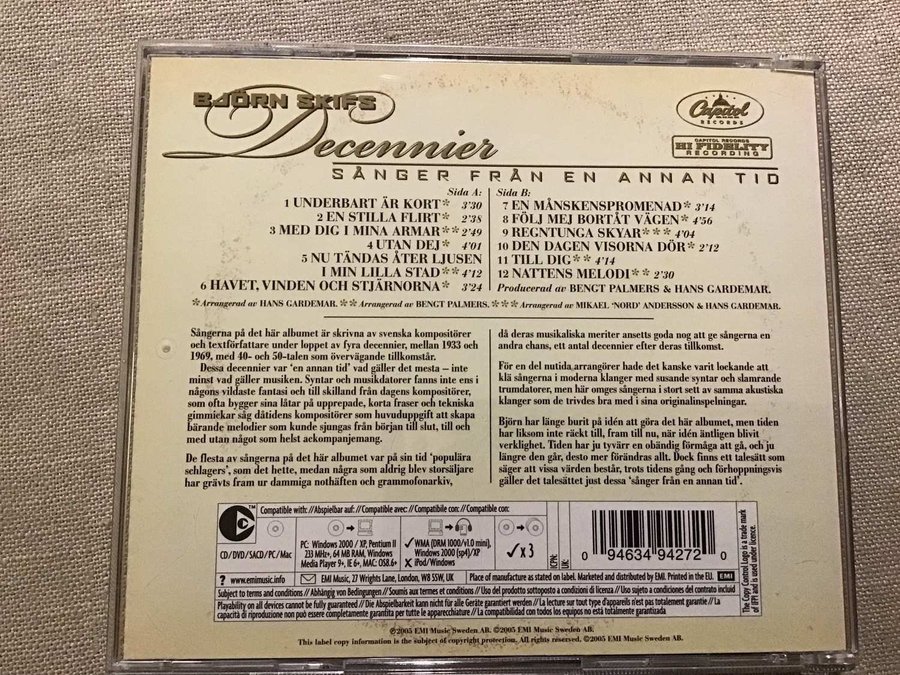 BJÖRN SKIFS
Decennier
SÅNGER FRÅN EN ANNAN TID
Capitol
RECORDS
CAPITOL RECORDS
HI FIDELITY
RECORDING
Sida A:
1 UNDERBART ÄR KORT* 3'30
2 EN STILLA FLIRT* 2'38
3 MED DIG I MINA ARMAR** 2'49
4 UTAN DEJ* 4'01
5 NU TÄNDAS ÅTER LJUSEN
I MIN LILLA STAD** 4'12
6 HAVET, VINDEN OCH STJÄRNORNA* 3'24
Sida B:
7 EN MÅNSKENSPROMENAD* 3'14
8 FÖLJ MEJ BORTÅT VÄGEN* 4'56
9 REGNTUNGA SKYAR*** 4'04
10 DEN DAGEN VISORNA DÖR* 2'12
11 TILL DIG** 4'14
12 NATTENS MELODI** 2'30
Producerad av BENGT PALMERS & HANS GARDEMAR.
*Arrangerad av HANS GARDEMAR. **Arrangerad av BENGT PALMERS. ***Arrangerad av MIKAEL 'NORD' ANDERSSON & HANS GARDEMAR.
Sångerna på det här albumet är skrivna av svenska kompositörer
och textförfattare under loppet av fyra decennier, mellan 1933 och
1969, med 40- och 50-talen som övervägande tillkomstår.
Dessa decennier var 'en annan tid' vad gäller det mesta – inte
minst vad gäller musiken. Syntar och musikdatorer fanns inte ens i
någons vildaste fantasi och till skillnad från dagens kompositörer,
som ofta bygger sina låtar på upprepade, korta fraser och tekniska
gimmickar såg dåtidens kompositörer som huvuduppgift att skapa
bärande melodier som kunde sjungas från början till slut, till och
med utan något som helst ackompanjemang.
De flesta av sångerna på det här albumet var på sin tid 'populära
schlagers', som det hette, medan några som aldrig blev storsäljare
har grävts fram ur dammiga nothäften och grammofonarkiv,
då deras musikaliska meriter ansetts goda nog att ge sångerna en
andra chans, ett antal decennier efter deras tillkomst.
För en del nutida arrangörer hade det kanske varit lockande att
klä sångerna i moderna klanger med susande syntar och slamrande
trumdatorer, men här omges sångerna i stort sett av samma akustiska
klanger som de trivdes bra med i sina originalinspelningar.
Björn har länge burit på idén att göra det här albumet, men tiden
har liksom inte räckt till, fram till nu, när idén äntligen blivit
verklighet. Tiden har ju tyvärr en obändig förmåga att gå, och ju
längre den går, desto mer förändras allt. Dock finns ett talesätt som
säger att vissa värden består, trots tidens gång och förhoppningsvis
gäller det talesättet just dessa 'sånger från en annan tid'.
Compatible with: //Abspielbar auf: //Compatible avec: //Compatibile con: //Compatible con:
CD/DVD/SACD/PC/Mac
PC: Windows 2000 / XP, Pentium II
233 MHz+, 64 MB RAM, Windows
Media Player 9+, IE 6+, MAC: OS8.6+
✓WMA (DRM 1000/v1.0 mini),
Windows 2000 (sp4)/XP
✗ iPod/Windows
✓x 3
ICPN:
UK:
0 94634 94272 0
? www.emimusic.info
EMI Music, 27 Wrights Lane, London, W8 5SW, UK
Place of manufacture as stated on label. Marketed and distributed by EMI. Printed in the EU. EMI
Subject to terms and conditions // Abhängig von Bedingungen // Soumis aux termes et conditions // Uso del prodotto sottoposto a condizioni di licenza // Uso sujeto a condiciones del contrato incluido
Playability on all devices cannot be fully guaranteed // Die Abspielbarkeit kann nicht für alle Geräte garantiert werden // La lecture sur tout type d'appareils n'est pas totalement garantie // La capacità di
riproduzione non può essere completamente garantita per tutte le apparecchiature // La compatibilidad con todos los equipos no está totalmente garantizada
The Copy Control Logo is a trade mark
of IFPI and is used under licence.
℗2005 EMI Music Sweden AB. ©2005 EMI Music Sweden AB.
This label copy information is the subject of copyright protection. All rights reserved. ©2005 EMI Music Sweden AB.